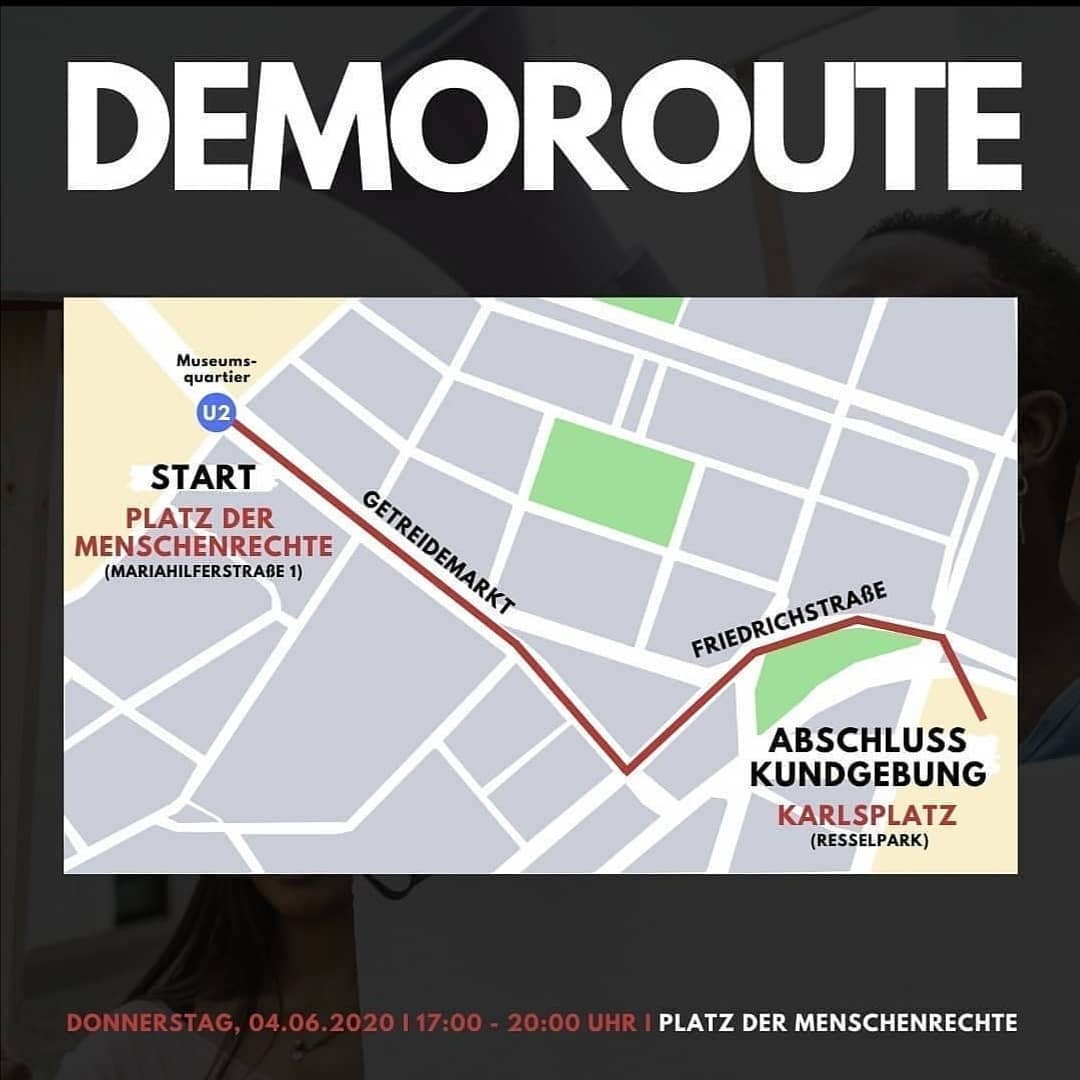 DEMOROUTE
Museums-
quartier
U2
START
PLATZ DER
MENSCHENRECHTE
(MARIAHILFERSTRAßE 1)
GETREIDEMARKT
FRIEDRICHSTRAßE
ABSCHLUSS
KUNDGEBUNG
KARLSPLATZ
(RESSELPARK)
DONNERSTAG, 04.06.2020 | 17:00 - 20:00 UHR | PLATZ DER MENSCHENRECHTE